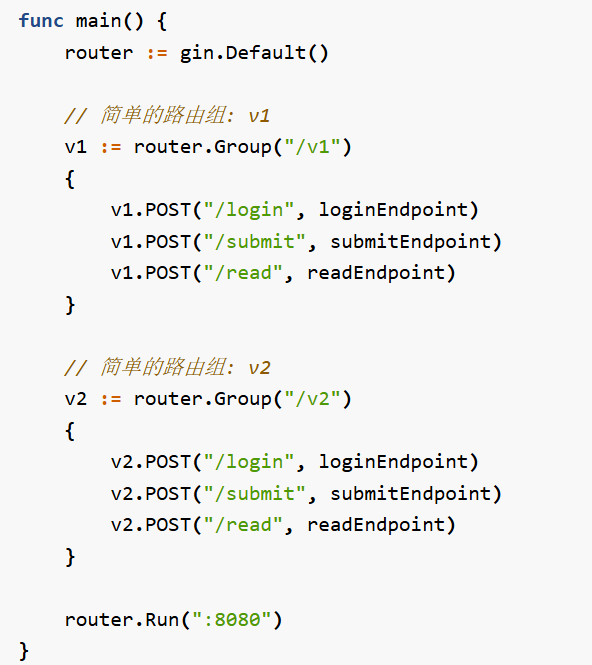 func main() {
    router := gin.Default()

    // 简单的路由组: v1
    v1 := router.Group("/v1")
    {
        v1.POST("/login", loginEndpoint)
        v1.POST("/submit", submitEndpoint)
        v1.POST("/read", readEndpoint)
    }

    // 简单的路由组: v2
    v2 := router.Group("/v2")
    {
        v2.POST("/login", loginEndpoint)
        v2.POST("/submit", submitEndpoint)
        v2.POST("/read", readEndpoint)
    }

    router.Run(":8080")
}